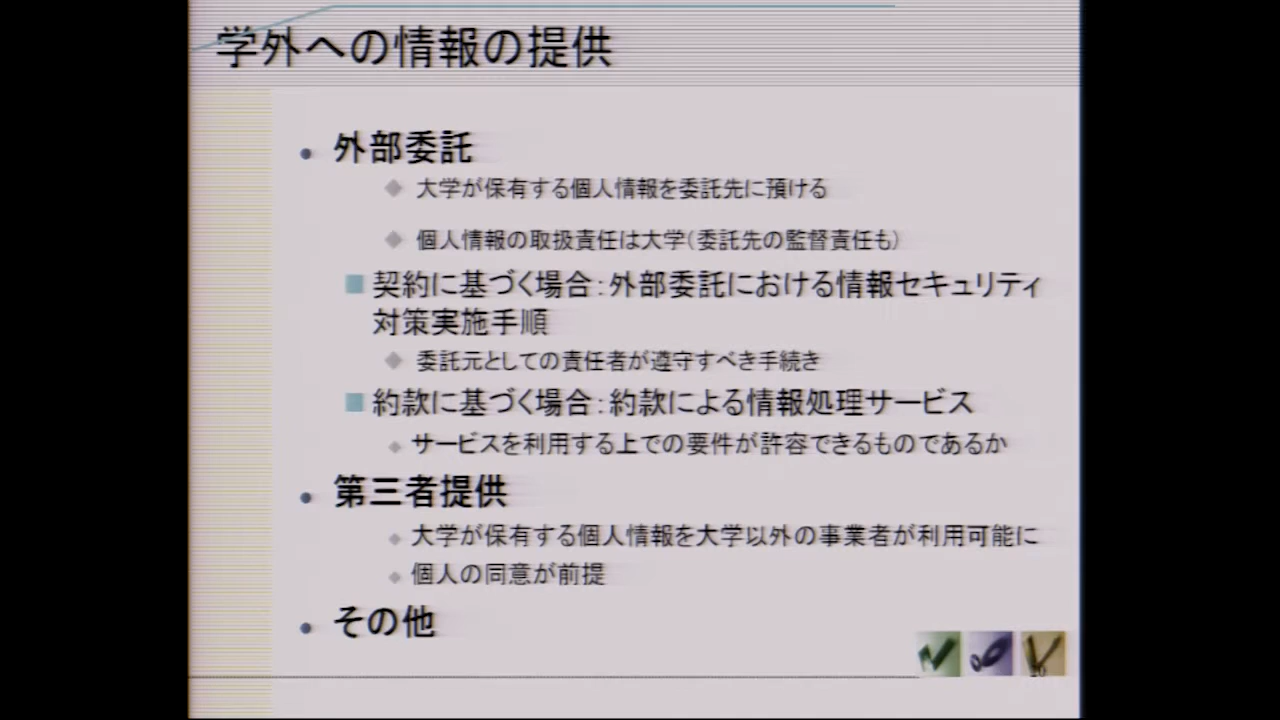 学外への情報の提供
外部委託
大学が保有する個人情報を委託先に預ける
個人情報の取扱責任は大学(委託先の監督責任も)
契約に基づく場合:外部委託における情報セキュリティ
対策実施手順
委託元としての責任者が遵守すべき手続き
約款に基づく場合:約款による情報処理サービス
サービスを利用する上での要件が許容できるものであるか
第三者提供
大学が保有する個人情報を大学以外の事業者が利用可能に
個人の同意が前提
その他